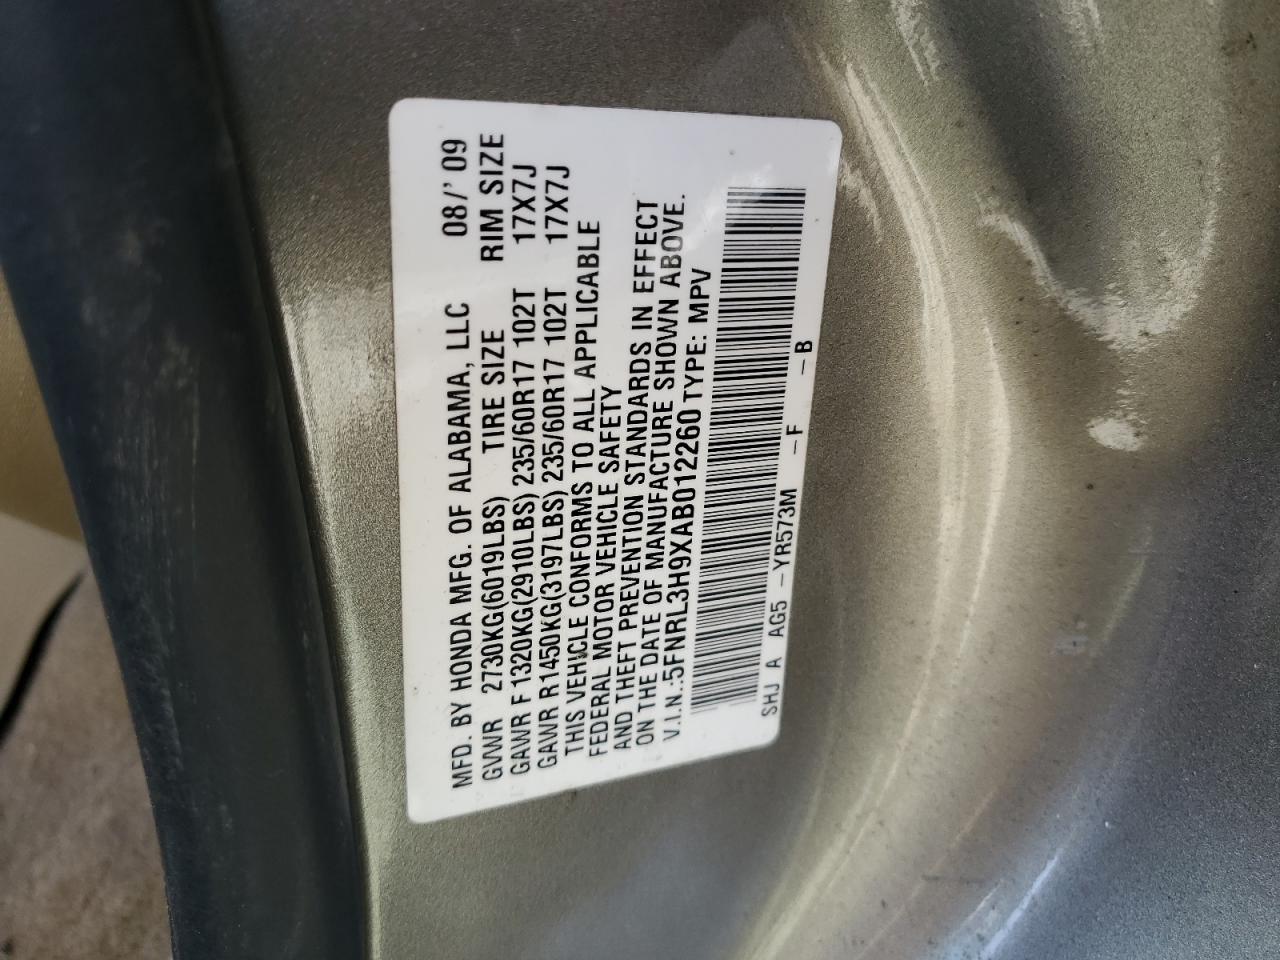 MFD. BY HONDA MFG. OF ALABAMA, LLC 08/'09
GVWR 2730KG(6019LBS) TIRE SIZE RIM SIZE
GAWR F 1320KG(2910LBS) 235/60R17 102T 17X7J
GAWR R 1450KG(3197LBS) 235/60R17 102T 17X7J
THIS VEHICLE CONFORMS TO ALL APPLICABLE
FEDERAL MOTOR VEHICLE SAFETY
AND THEFT PREVENTION STANDARDS IN EFFECT
ON THE DATE OF MANUFACTURE SHOWN ABOVE.
V.I.N.:5FNRL3H9XAB012260 TYPE: MPV
SHJ A AG5 -YR573M -F -B